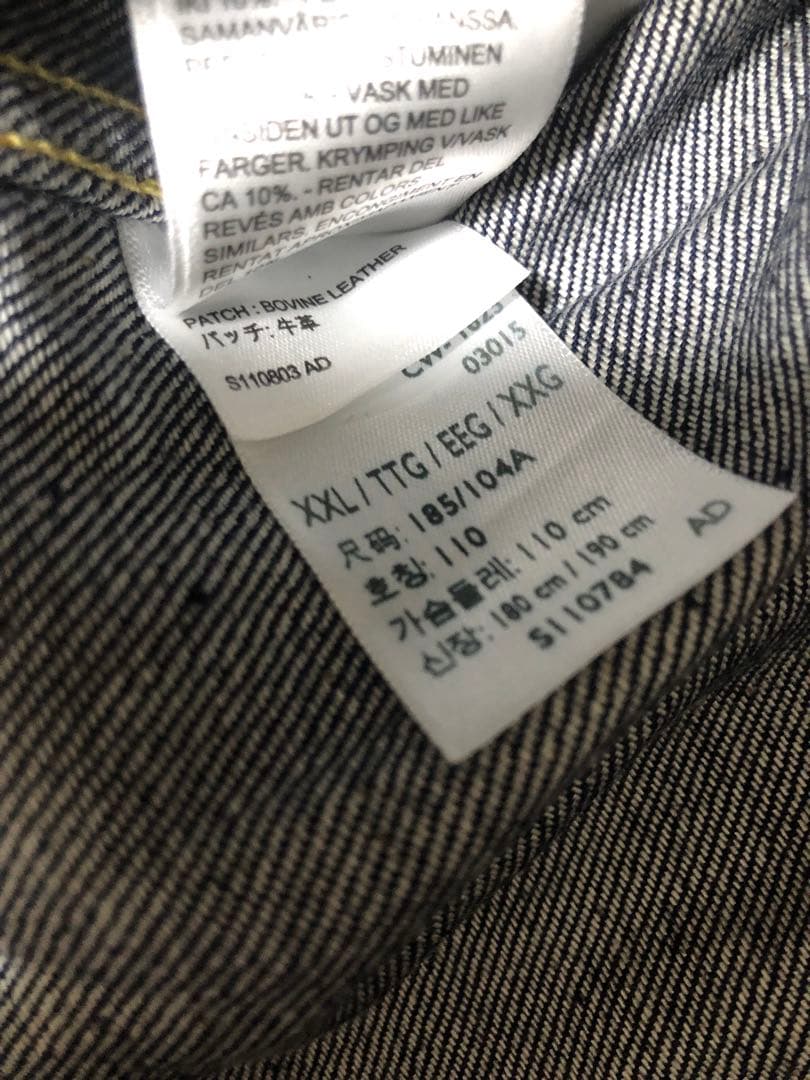 SAMANVÄR
TUMINEN
VASK MED
UT OG MED LIKE
FARGER. KRYMPING V/VASK
CA 10%. - RENTAR DEL
REVÉS AMB COLORS
SIMILARS. ENCONGIMENT EN
PATCH : BOVINE LEATHER
パッチ: 牛革
S110803 AD
03015
XXL / TTG / EEG / XXG
尺码: 185/104A
호칭: 110
가슴둘레: 110 cm
신장: 180 cm / 190 cm
S110784 AD